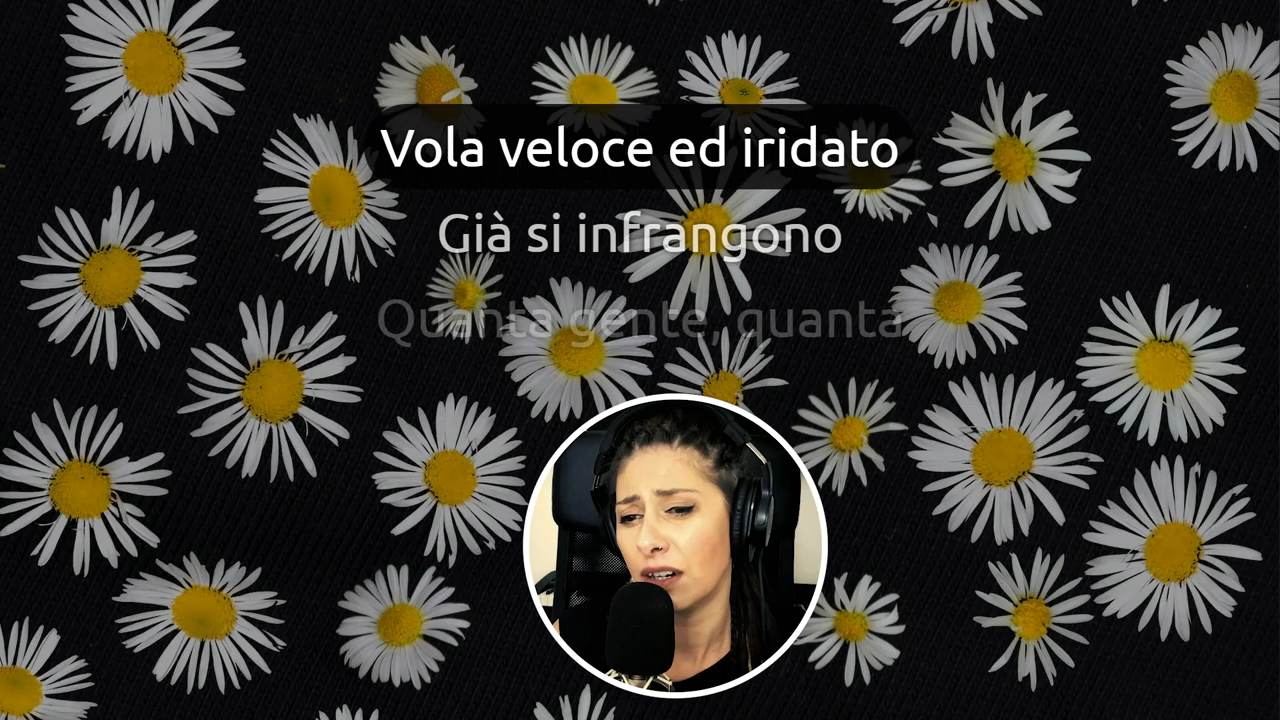 Vola veloce ed iridato
Già si infrangono
Quanta gente, quanta